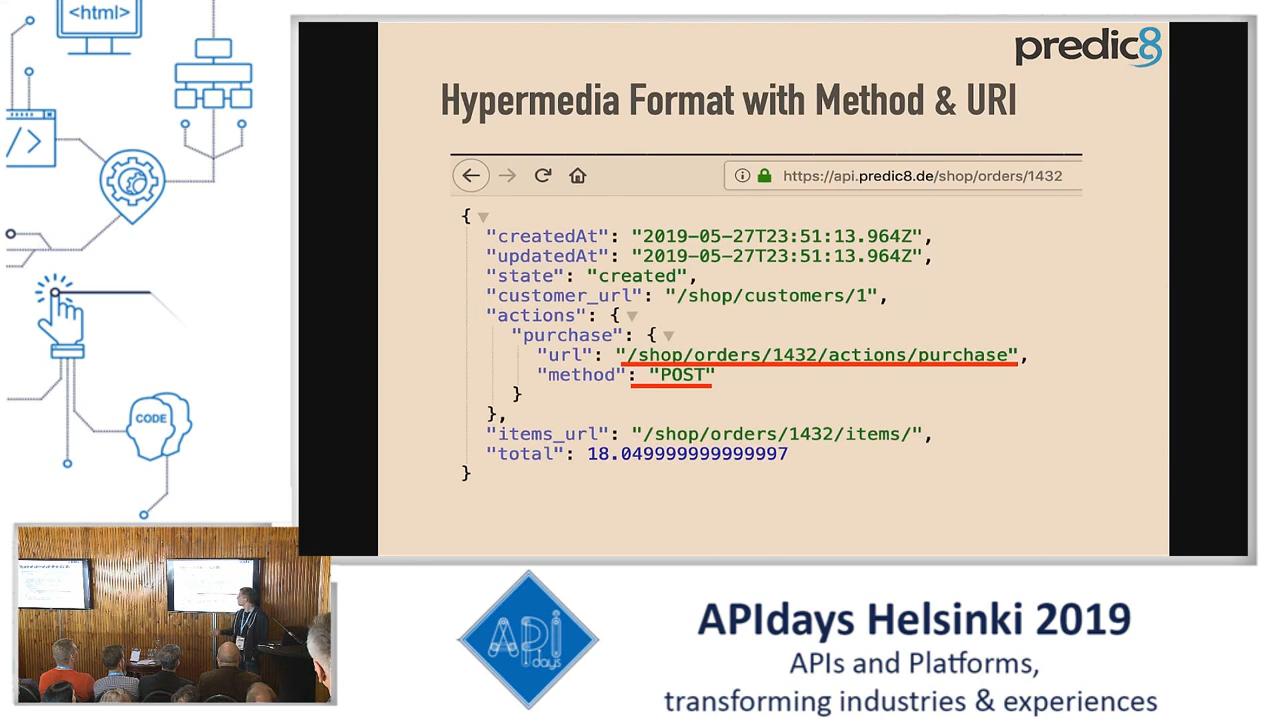 <html>
predic8
Hypermedia Format with Method & URI
https://api.predic8.de/shop/orders/1432
{
"createdAt": "2019-05-27T23:51:13.964Z",
"updatedAt": "2019-05-27T23:51:13.964Z",
"state": "created",
"customer_url": "/shop/customers/1",
"actions": {
"purchase": {
"url": "/shop/orders/1432/actions/purchase",
"method": "POST"
}
},
"items_url": "/shop/orders/1432/items/",
"total": 18.049999999999997
}
</>
CODE
API
days
APIdays Helsinki 2019
APIs and Platforms,
transforming industries & experiences